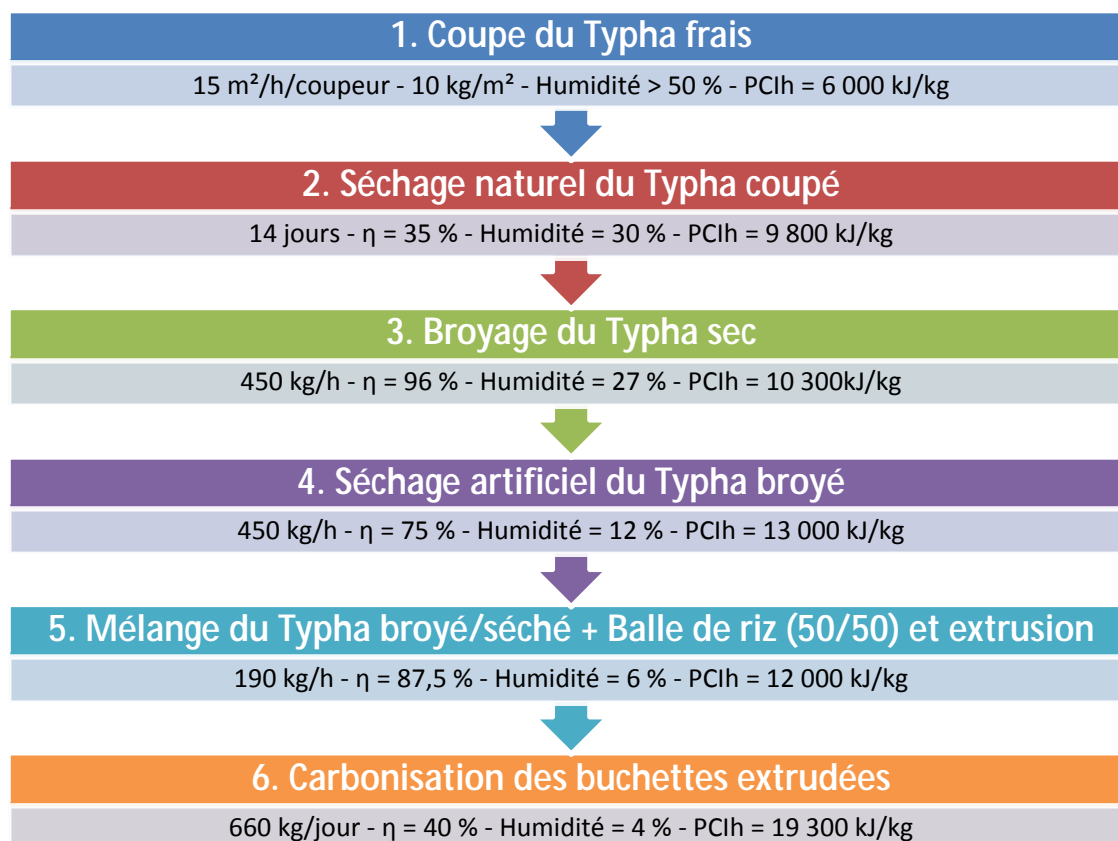 1. Coupe du Typha frais
15 m²/h/coupeur - 10 kg/m² - Humidité > 50 % - PCIh = 6 000 kJ/kg
2. Séchage naturel du Typha coupé
14 jours - η = 35 % - Humidité = 30 % - PCIh = 9 800 kJ/kg
3. Broyage du Typha sec
450 kg/h - η = 96 % - Humidité = 27 % - PCIh = 10 300kJ/kg
4. Séchage artificiel du Typha broyé
450 kg/h - η = 75 % - Humidité = 12 % - PCIh = 13 000 kJ/kg
5. Mélange du Typha broyé/séché + Balle de riz (50/50) et extrusion
190 kg/h - η = 87,5 % - Humidité = 6 % - PCIh = 12 000 kJ/kg
6. Carbonisation des buchettes extrudées
660 kg/jour - η = 40 % - Humidité = 4 % - PCIh = 19 300 kJ/kg